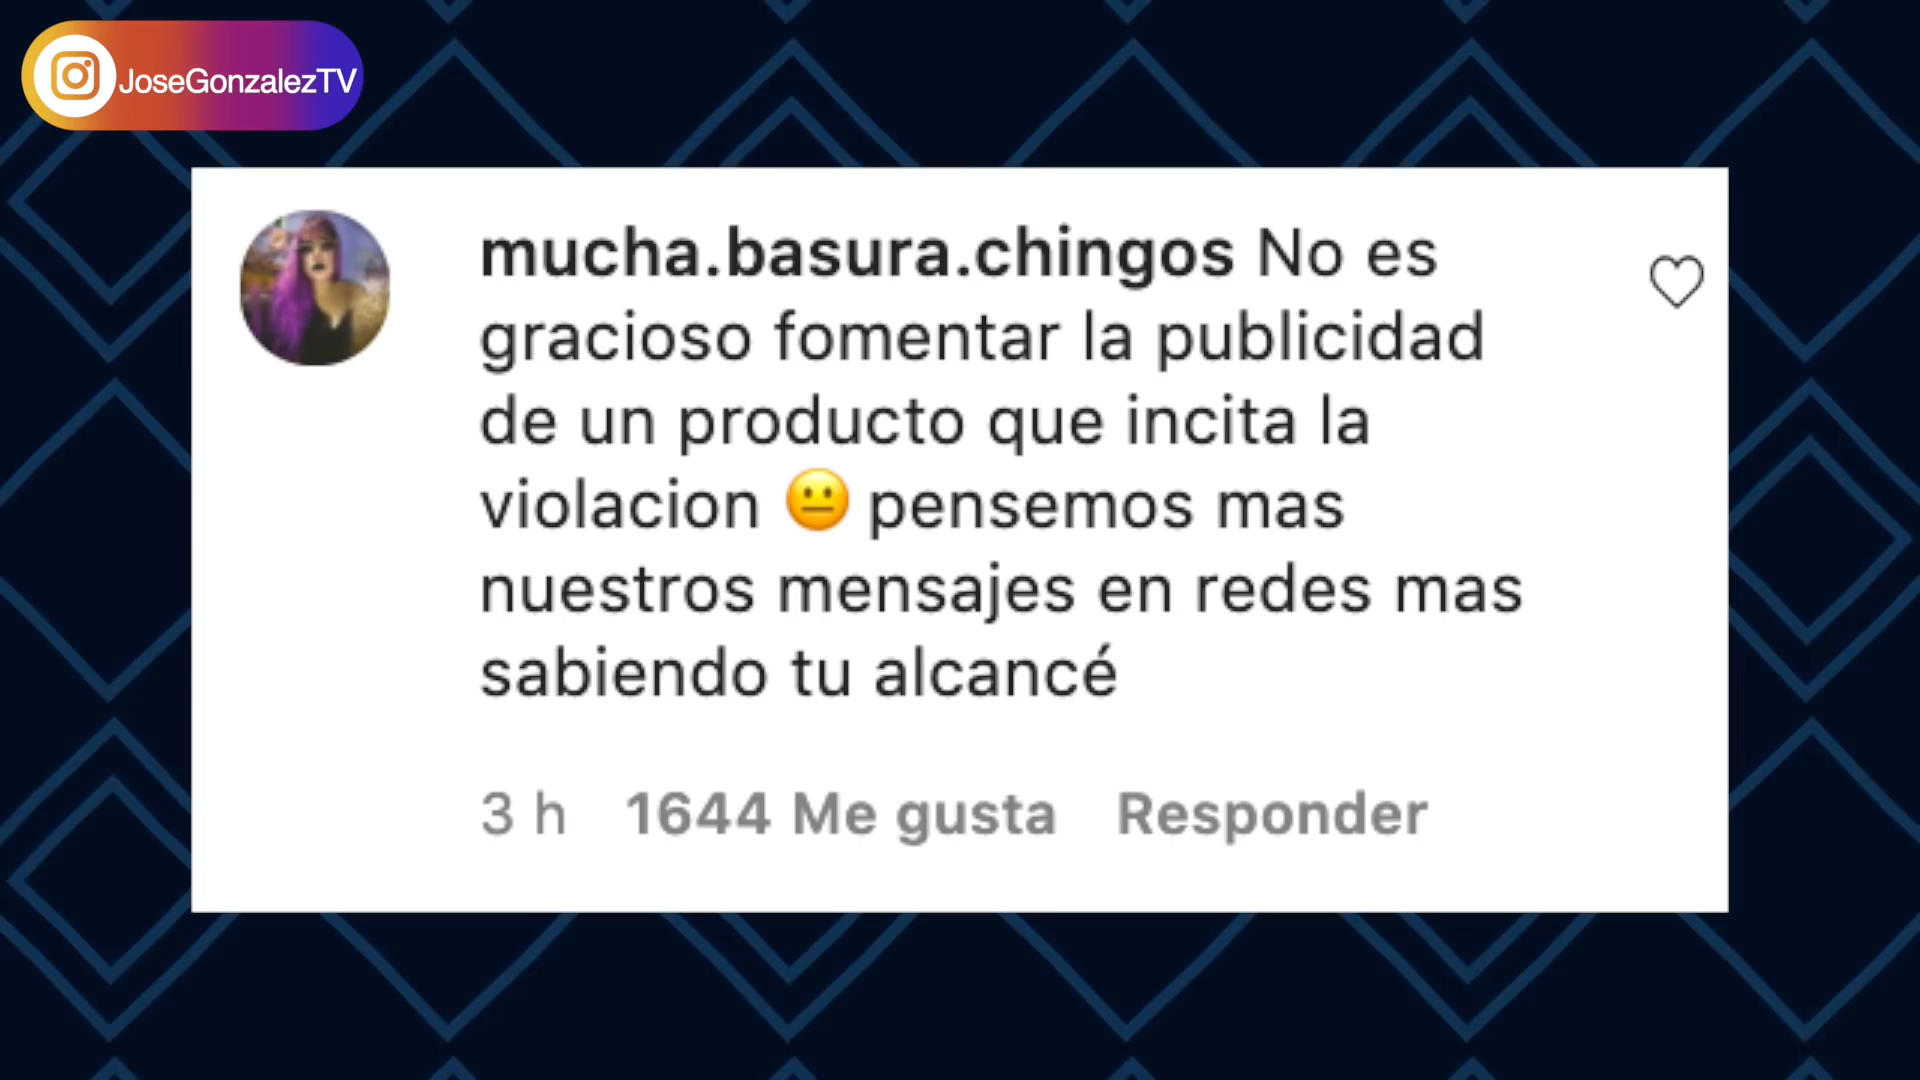 JoseGonzalezTV
mucha.basura.chingos No es
gracioso fomentar la publicidad
de un producto que incita la
violacion 😐 pensemos mas
nuestros mensajes en redes mas
sabiendo tu alcancé
3 h 1644 Me gusta Responder